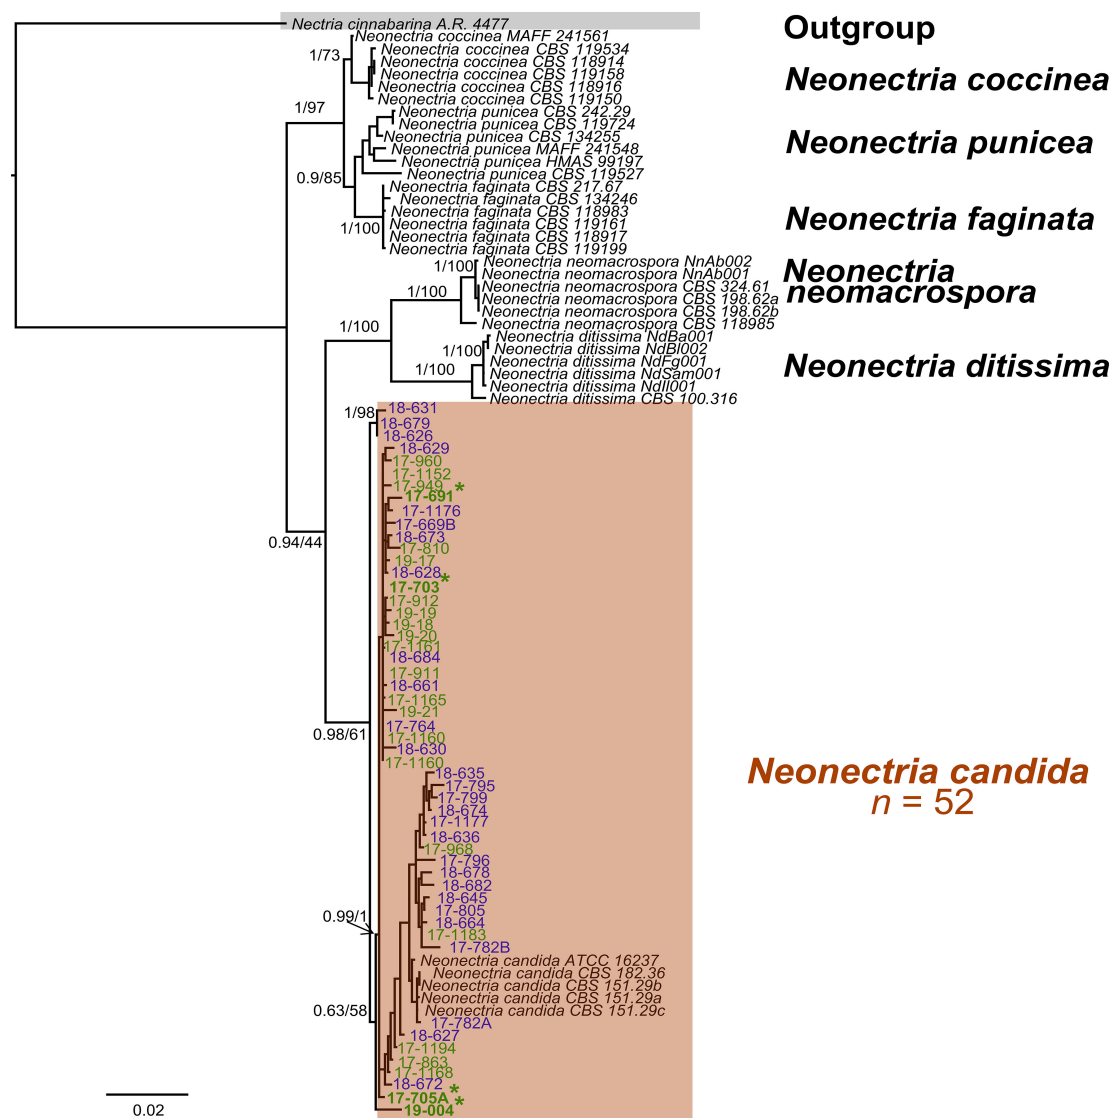 Nectria cinnabarina A.R. 4477
Outgroup
Neonectria coccinea MAFF 241561
Neonectria coccinea CBS 119534
Neonectria coccinea CBS 118914
Neonectria coccinea CBS 119158
Neonectria coccinea CBS 118916
Neonectria coccinea CBS 119150
1/73
Neonectria coccinea
1/97
Neonectria punicea CBS 242.29
Neonectria punicea CBS 119724
Neonectria punicea CBS 134255
Neonectria punicea MAFF 241548
Neonectria punicea HMAS 99197
Neonectria punicea CBS 119527
Neonectria punicea
0.9/85
Neonectria faginata CBS 217.67
Neonectria faginata CBS 134246
Neonectria faginata CBS 118983
Neonectria faginata CBS 119161
Neonectria faginata CBS 118917
Neonectria faginata CBS 119199
1/100
Neonectria faginata
Neonectria neomacrospora NnAb002
Neonectria neomacrospora NnAb001
Neonectria neomacrospora CBS 324.61
Neonectria neomacrospora CBS 198.62a
Neonectria neomacrospora CBS 198.62b
Neonectria neomacrospora CBS 118985
1/100
1/100
Neonectria
neomacrospora
1/100
Neonectria ditissima NdBa001
Neonectria ditissima NdBl002
Neonectria ditissima NdFg001
Neonectria ditissima NdSam001
Neonectria ditissima NdIl001
Neonectria ditissima CBS 100.316
1/100
1/100
Neonectria ditissima
1/98
18-631
18-679
18-626
18-629
17-960
17-1152
17-949 *
17-691
17-1176
17-669B
18-673
17-810
19-17
18-628 *
17-703
17-912
19-19
19-18
19-20
17-1161
18-684
17-911
18-661
17-1165
19-21
17-764
17-1160
18-630
17-1160
0.94/44
0.98/61
18-635
17-795
17-799
18-674
17-1177
18-636
17-968
17-796
18-678
18-682
18-645
17-805
18-664
17-1183
17-782B
Neonectria candida
n = 52
0.99/1
Neonectria candida ATCC 16237
Neonectria candida CBS 182.36
Neonectria candida CBS 151.29b
Neonectria candida CBS 151.29a
Neonectria candida CBS 151.29c
0.63/58
17-782A
18-627
17-1194
17-863
17-1168
18-672 *
17-705A *
19-004
0.02